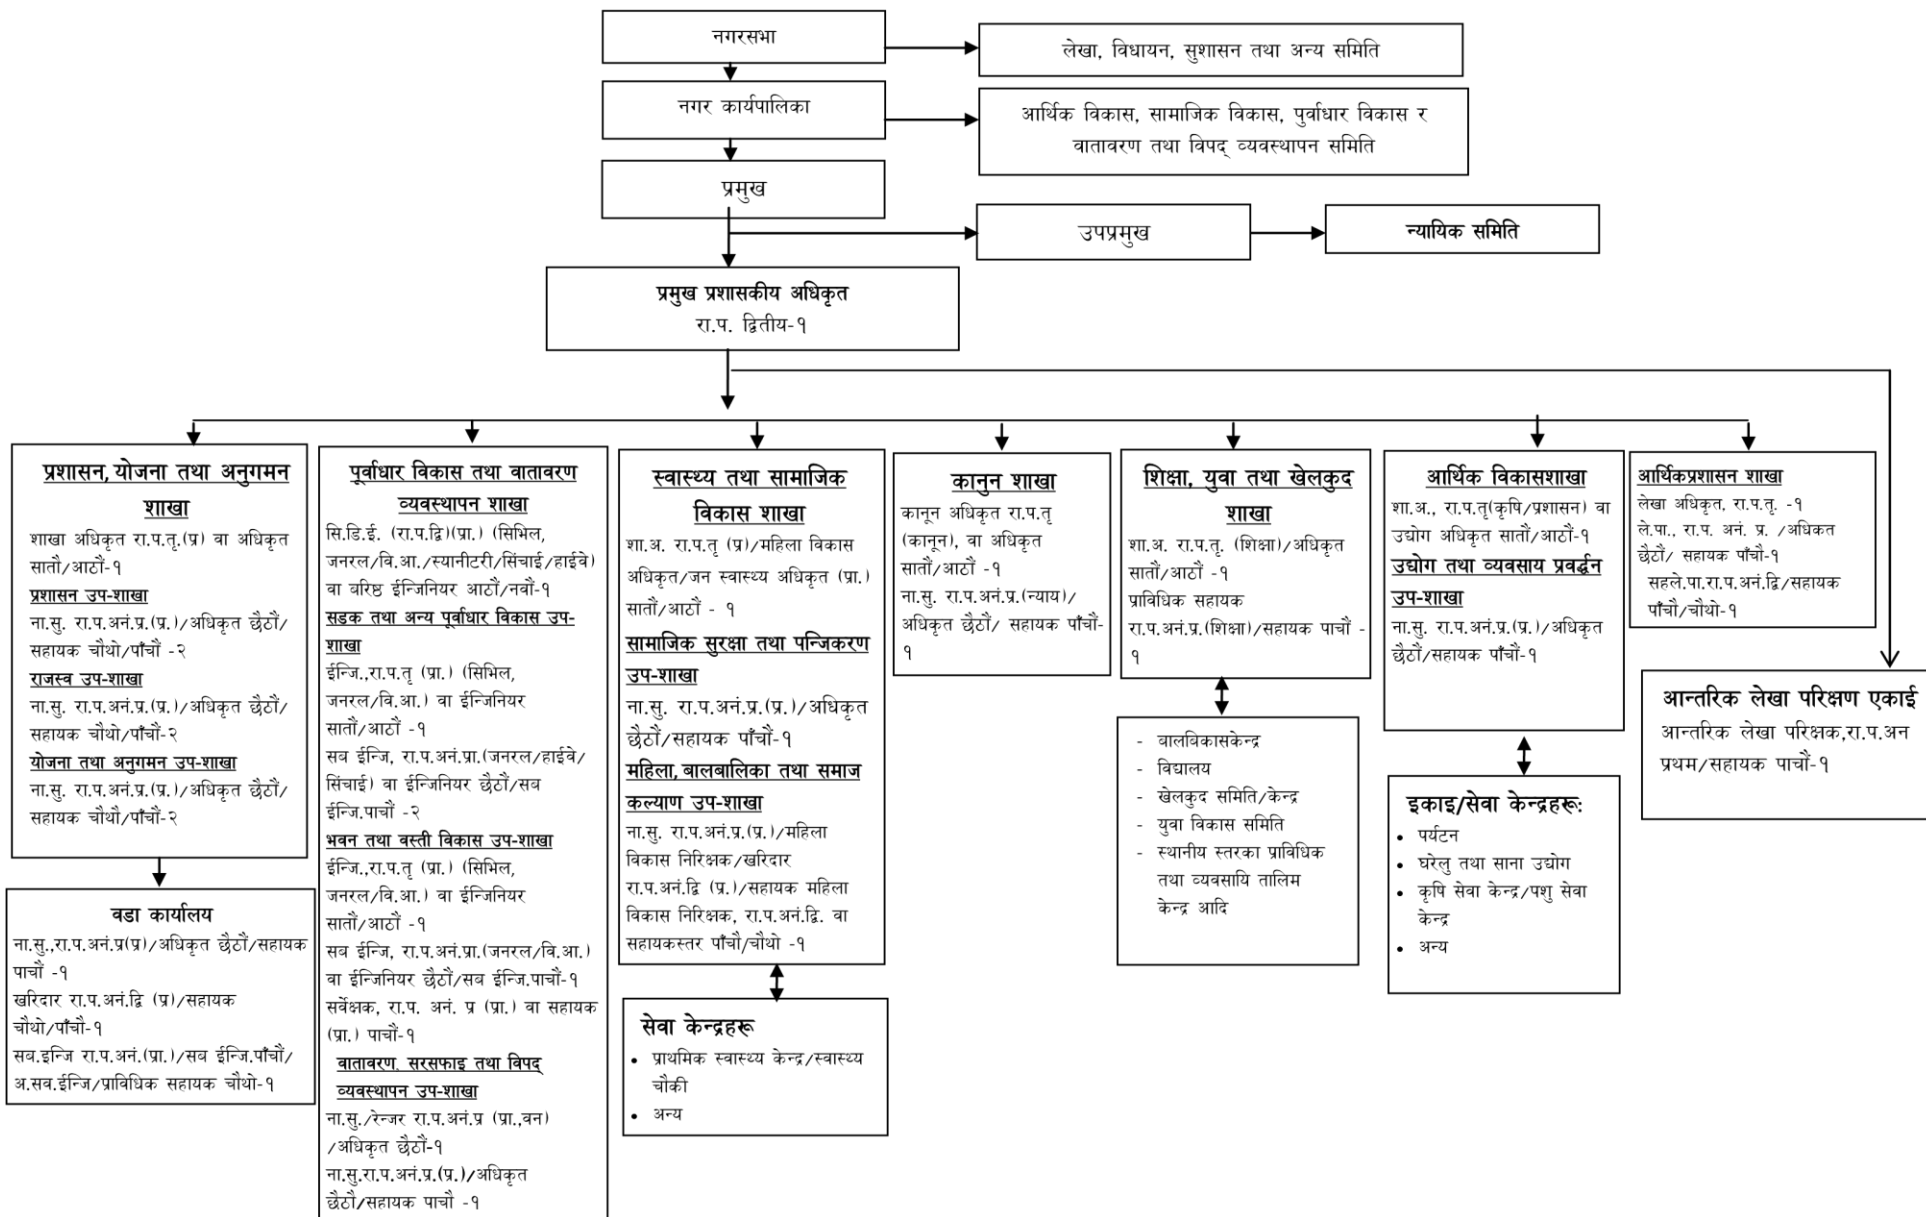 नगरसभा
लेखा, विधायन, सुशासन तथा अन्य समिति
नगर कार्यपालिका
आर्थिक विकास, सामाजिक विकास, पुर्वाधार विकास र
वातावरण तथा विपद् व्यवस्थापन समिति
प्रमुख
उपप्रमुख
न्यायिक समिति
प्रमुख प्रशासकीय अधिकृत
रा.प. द्वितीय-१
प्रशासन, योजना तथा अनुगमन
शाखा
शाखा अधिकृत रा.प.तृ.(प्र) वा अधिकृत
सातौं/आठौं-१
प्रशासन उप-शाखा
ना.सु. रा.प.अनं.प्र.(प्र.)/अधिकृत छैठौं/
सहायक चौथो/पाँचौं -२
राजस्व उप-शाखा
ना.सु. रा.प.अनं.प्र.(प्र.)/अधिकृत छैठौं/
सहायक चौथो/पाँचौं-२
योजना तथा अनुगमन उप-शाखा
ना.सु. रा.प.अनं.प्र.(प्र.)/अधिकृत छैठौं/
सहायक चौथौ/पाँचौं-२
वडा कार्यालय
ना.सु.,रा.प.अनं.प्र(प्र)/अधिकृत छैठौं/सहायक
पाचौं -१
खरिदार रा.प.अनं.द्वि (प्र)/सहायक
चौथो/पाँचौ-१
सब.इन्जि रा.प.अनं.(प्रा.)/सब ईन्जि.पाँचौं/
अ.सव.ईन्जि/प्राविधिक सहायक चौथो-१
पूर्वाधार विकास तथा वातावरण
व्यवस्थापन शाखा
सि.डि.ई. (रा.प.द्वि)(प्रा.) (सिभिल,
जनरल/वि.आ./स्यानीटरी/सिंचाई/हाईवे)
वा बरिष्ठ ईन्जिनियर आठौं/नवौं-१
सडक तथा अन्य पूर्वाधार विकास उप-
शाखा
ईन्जि.,रा.प.तृ (प्रा.) (सिभिल,
जनरल/वि.आ.) वा ईन्जिनियर
सातौं/आठौं -१
सब ईन्जि, रा.प.अनं.प्रा.(जनरल/हाईवे/
सिंचाई) वा ईन्जिनियर छैठौं/सब
ईन्जि.पाचौं -२
भवन तथा वस्ती विकास उप-शाखा
ईन्जि.,रा.प.तृ (प्रा.) (सिभिल,
जनरल/वि.आ.) वा ईन्जिनियर
सातौं/आठौं -१
सब ईन्जि, रा.प.अनं.प्रा.(जनरल/वि.आ.)
वा ईन्जिनियर छैठौं/सब ईन्जि.पाचौं-१
सर्वेक्षक, रा.प. अनं. प्र (प्रा.) वा सहायक
(प्रा.) पाचौं-१
वातावरण, सरसफाइ तथा विपद्
व्यवस्थापन उप-शाखा
ना.सु./रेन्जर रा.प.अनं.प्र (प्रा.,वन)
/अधिकृत छैठौं-१
ना.सु.रा.प.अनं.प्र.(प्र.)/अधिकृत
छैठौं/सहायक पाचौ -१
स्वास्थ्य तथा सामाजिक
विकास शाखा
शा.अ. रा.प.तृ (प्र)/महिला विकास
अधिकृत/जन स्वास्थ्य अधिकृत (प्रा.)
सातौं/आठौं - १
सामाजिक सुरक्षा तथा पन्जिकरण
उप-शाखा
ना.सु. रा.प.अनं.प्र.(प्र.)/अधिकृत
छैठौं/सहायक पाँचौं-१
महिला, बालबालिका तथा समाज
कल्याण उप-शाखा
ना.सु. रा.प.अनं.प्र.(प्र.)/महिला
विकास निरिक्षक/खरिदार
रा.प.अनं.द्वि (प्र.)/सहायक महिला
विकास निरिक्षक, रा.प.अनं.द्वि. वा
सहायकस्तर पाँचौ/चौथो -१
सेवा केन्द्रहरू
• प्राथमिक स्वास्थ्य केन्द्र/स्वास्थ्य
चौकी
• अन्य
कानुन शाखा
कानून अधिकृत रा.प.तृ
(कानून), वा अधिकृत
सातौं/आठौं -१
ना.सु. रा.प.अनं.प्र.(न्याय)/
अधिकृत छैठौं/ सहायक पाँचौं-
१
शिक्षा, युवा तथा खेलकुद
शाखा
शा.अ. रा.प.तृ. (शिक्षा)/अधिकृत
सातौं/आठौं -१
प्राविधिक सहायक
रा.प.अनं.प्र.(शिक्षा)/सहायक पाचौं -
१
- बालबिकासकेन्द्र
- विद्यालय
- खेलकुद समिति/केन्द्र
- युवा विकास समिति
- स्थानीय स्तरका प्राविधिक
तथा व्यवसायि तालिम
केन्द्र आदि
आर्थिक विकासशाखा
शा.अ., रा.प.तृ(कृषि/प्रशासन) वा
उद्योग अधिकृत सातौं/आठौं-१
उद्योग तथा व्यवसाय प्रवर्द्धन
उप-शाखा
ना.सु. रा.प.अनं.प्र.(प्र.)/अधिकृत
छैठौं/सहायक पाँचौं-१
इकाइ/सेवा केन्द्रहरू:
• पर्यटन
• घरेलु तथा साना उद्योग
• कृषि सेवा केन्द्र/पशु सेवा
केन्द्र
• अन्य
आर्थिकप्रशासन शाखा
लेखा अधिकृत, रा.प.तृ. -१
ले.पा., रा.प. अनं. प्र. /अधिकत
छैठौं/ सहायक पाँचौं-१
सहले.पा.रा.प.अनं.द्वि/सहायक
पाँचौ/चौथो-१
आन्तरिक लेखा परिक्षण एकाई
आन्तरिक लेखा परिक्षक,रा.प.अन
प्रथम/सहायक पाचौं-१